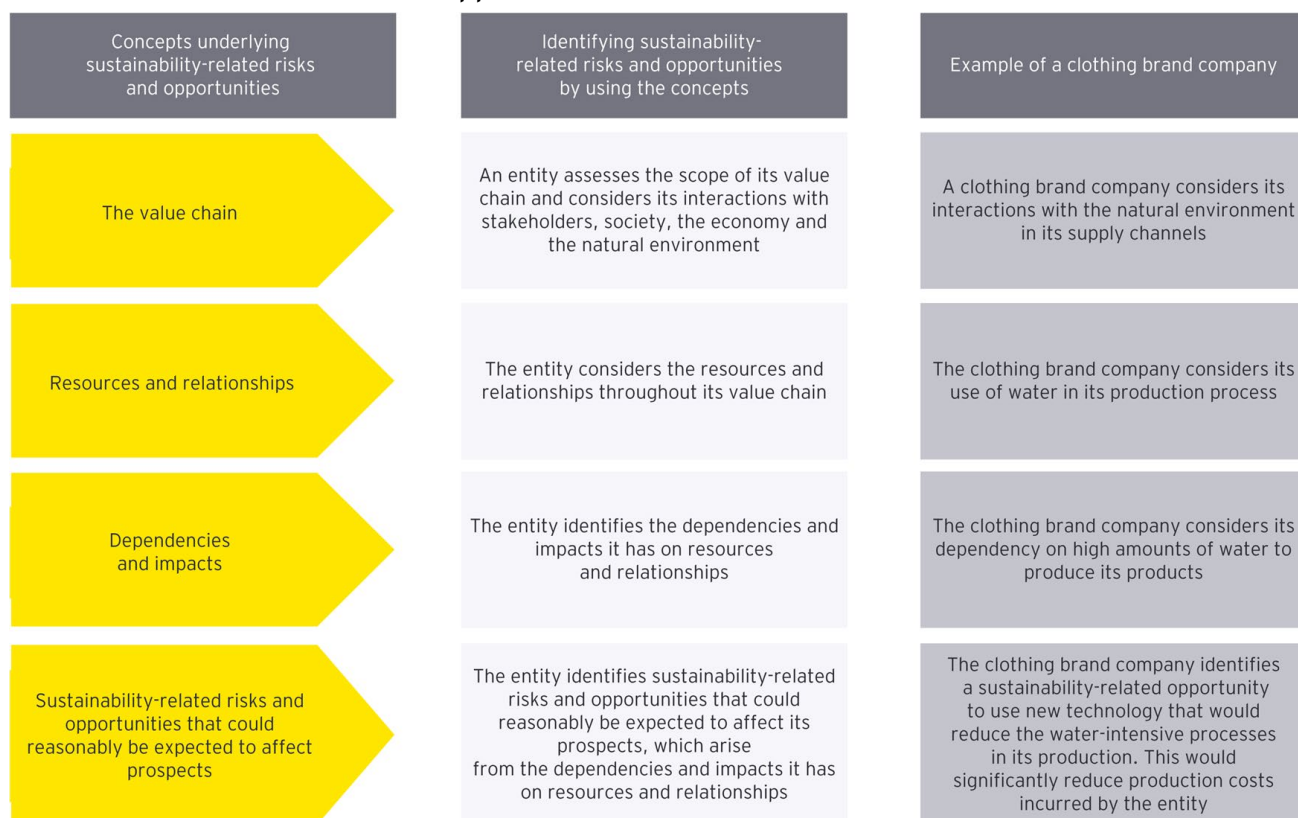 Concepts underlying
sustainability-related risks
and opportunities
Identifying sustainability-
related risks and opportunities
by using the concepts
Example of a clothing brand company
The value chain
An entity assesses the scope of its value
chain and considers its interactions with
stakeholders, society, the economy and
the natural environment
A clothing brand company considers its
interactions with the natural environment
in its supply channels
Resources and relationships
The entity considers the resources and
relationships throughout its value chain
The clothing brand company considers its
use of water in its production process
Dependencies
and impacts
The entity identifies the dependencies and
impacts it has on resources
and relationships
The clothing brand company considers its
dependency on high amounts of water to
produce its products
Sustainability-related risks and
opportunities that could
reasonably be expected to affect
prospects
The entity identifies sustainability-related
risks and opportunities that could
reasonably be expected to affect its
prospects, which arise
from the dependencies and impacts it has
on resources and relationships
The clothing brand company identifies
a sustainability-related opportunity
to use new technology that would
reduce the water-intensive processes
in its production. This would
significantly reduce production costs
incurred by the entity